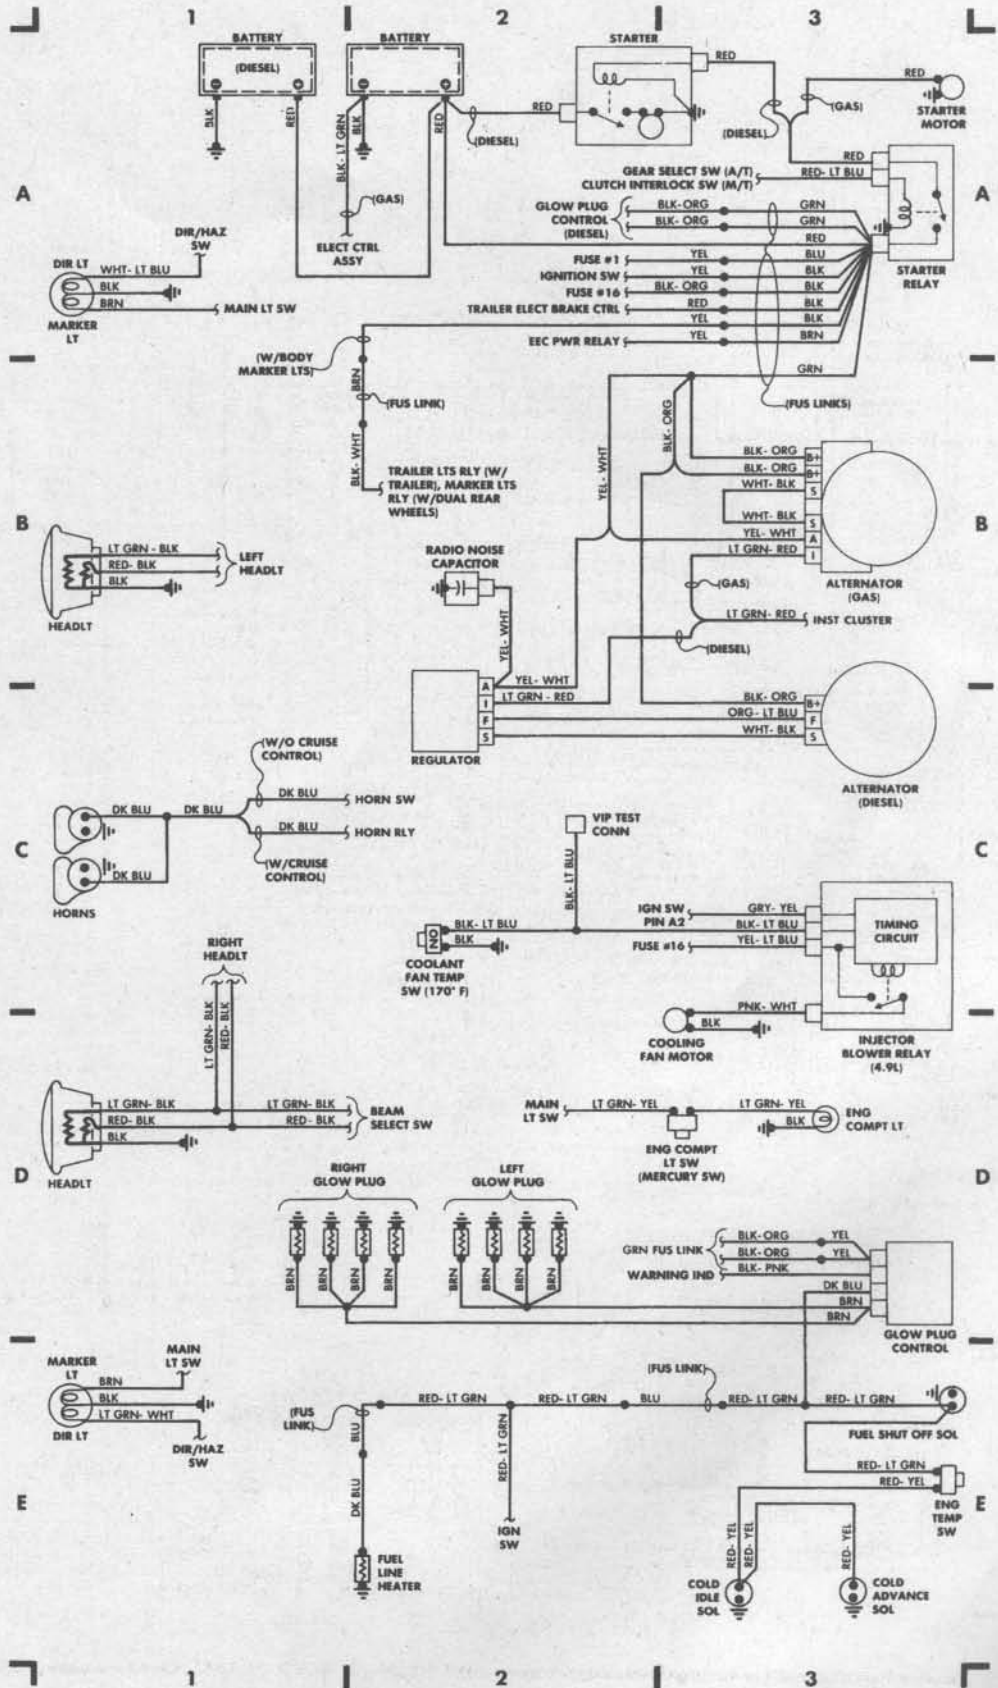 1
2
3
BATTERY
(DIESEL)
BATTERY
STARTER
RED
RED
STARTER
MOTOR
BLK
RED
BLK- LT GRN
BLK
RED
RED
(DIESEL)
(DIESEL)
(GAS)
RED
RED- LT BLU
GEAR SELECT SW (A/T)
CLUTCH INTERLOCK SW (M/T)
A
A
(GAS)
ELECT CTRL
ASSY
GLOW PLUG
CONTROL
(DIESEL)
BLK- ORG
GRN
BLK- ORG
GRN
RED
FUSE #1
YEL
BLU
IGNITION SW
YEL
BLK
FUSE #16
BLK- ORG
BLK
TRAILER ELECT BRAKE CTRL
RED
BLK
YEL
BLK
EEC PWR RELAY
YEL
BRN
STARTER
RELAY
DIR/HAZ
SW
DIR LT
WHT- LT BLU
BLK
BRN
MAIN LT SW
MARKER
LT
(W/BODY
MARKER LTS)
BRN
(FUS LINK)
BLK- WHT
TRAILER LTS RLY (W/
TRAILER), MARKER LTS
RLY (W/DUAL REAR
WHEELS)
GRN
(FUS LINKS)
YEL- WHT
BLK- ORG
BLK- ORG
B+
BLK- ORG
B+
WHT- BLK
S
WHT- BLK
S
YEL- WHT
A
LT GRN- RED
I
ALTERNATOR
(GAS)
B
B
LT GRN - BLK
RED- BLK
BLK
LEFT
HEADLT
HEADLT
RADIO NOISE
CAPACITOR
YEL- WHT
(GAS)
LT GRN- RED
INST CLUSTER
(DIESEL)
A
YEL- WHT
I
LT GRN - RED
F
S
REGULATOR
BLK- ORG
B+
ORG- LT BLU
F
WHT- BLK
S
ALTERNATOR
(DIESEL)
(W/O CRUISE
CONTROL)
DK BLU
DK BLU
DK BLU
HORN SW
DK BLU
HORN RLY
(W/CRUISE
CONTROL)
DK BLU
HORNS
C
C
VIP TEST
CONN
BLK- LT BLU
BLK- LT BLU
BLK
NO
COOLANT
FAN TEMP
SW (170° F)
IGN SW
PIN A2
GRY- YEL
BLK- LT BLU
FUSE #16
YEL- LT BLU
TIMING
CIRCUIT
PNK- WHT
BLK
COOLING
FAN MOTOR
INJECTOR
BLOWER RELAY
(4.9L)
RIGHT
HEADLT
LT GRN- BLK
RED- BLK
LT GRN- BLK
LT GRN- BLK
RED- BLK
RED- BLK
BLK
BEAM
SELECT SW
HEADLT
MAIN
LT SW
LT GRN- YEL
LT GRN- YEL
BLK
ENG
COMPT LT
ENG COMPT
LT SW
(MERCURY SW)
D
D
RIGHT
GLOW PLUG
LEFT
GLOW PLUG
BRN
BRN
BRN
BRN
BRN
BRN
BRN
BRN
GRN FUS LINK
BLK- ORG
YEL
BLK- ORG
YEL
WARNING IND
BLK- PNK
DK BLU
BRN
BRN
GLOW PLUG
CONTROL
MARKER
LT
MAIN
LT SW
BRN
BLK
LT GRN- WHT
DIR LT
DIR/HAZ
SW
(FUS
LINK)
BLU
RED- LT GRN
RED- LT GRN
BLU
(FUS LINK)
RED- LT GRN
RED- LT GRN
FUEL SHUT OFF SOL
RED- LT GRN
DK BLU
IGN
SW
FUEL
LINE
HEATER
RED- LT GRN
RED- YEL
ENG
TEMP
SW
E
E
RED- YEL
RED- YEL
RED- YEL
COLD
IDLE
SOL
COLD
ADVANCE
SOL
1
2
3